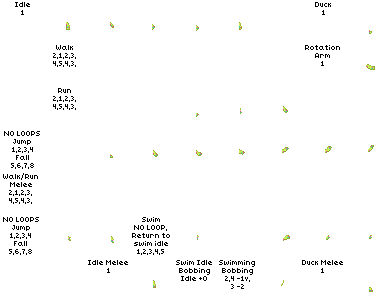 Idle
1
Duck
1
Walk
2,1,2,3,
4,5,4,3,
Rotation
Arm
1
Run
2,1,2,3,
4,5,4,3,
NO LOOPS
Jump
1,2,3,4
Fall
5,6,7,8
Walk/Run
Melee
2,1,2,3,
4,5,4,3,
NO LOOPS
Jump
1,2,3,4
Fall
5,6,7,8
Swim
NO LOOP,
Return to
swim idle
1,2,3,4,5
Idle Melee
1
Swim Idle
Bobbing
Idle +0
Swimming
Bobbing
2,4 -1v,
3 -2
Duck Melee
1